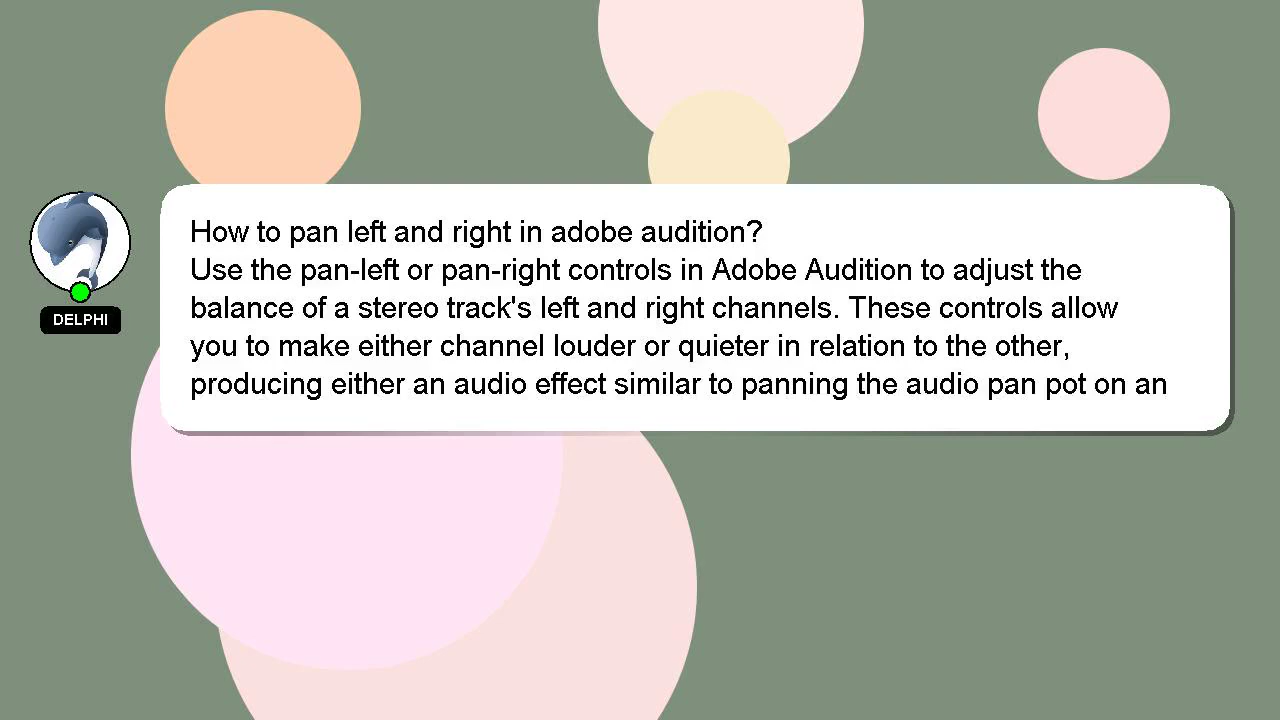 How to pan left and right in adobe audition?
Use the pan-left or pan-right controls in Adobe Audition to adjust the
balance of a stereo track's left and right channels. These controls allow
you to make either channel louder or quieter in relation to the other,
producing either an audio effect similar to panning the audio pan pot on an
DELPHI